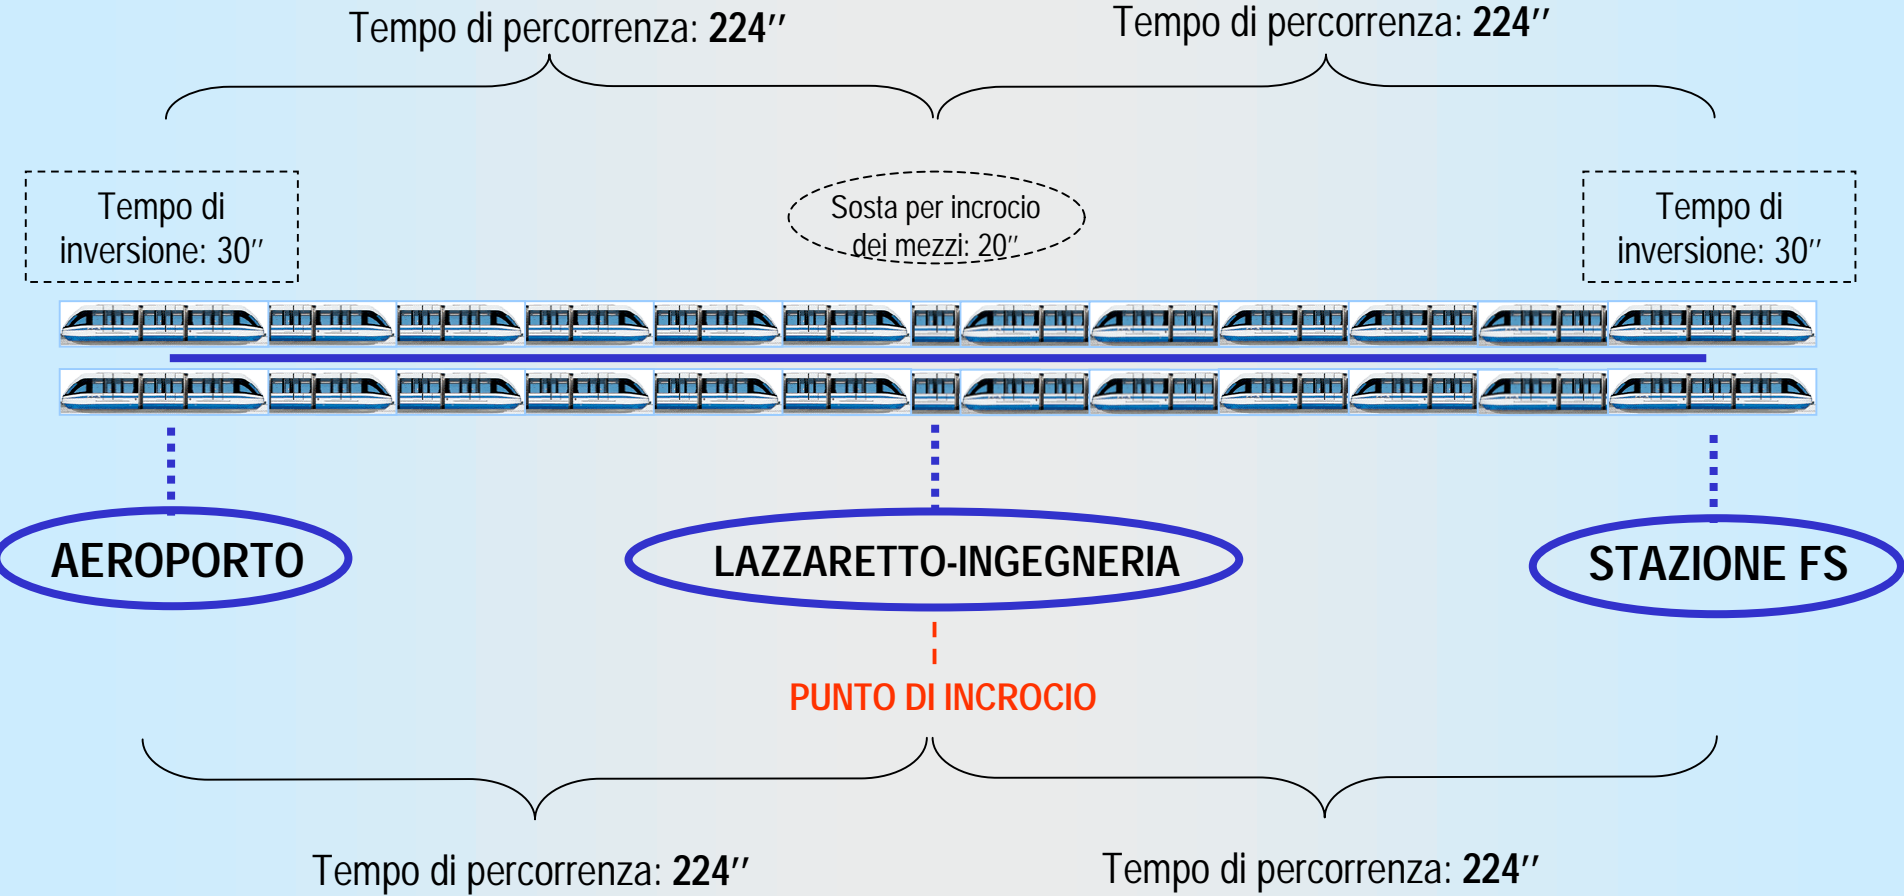 Tempo di percorrenza: 224’’
Tempo di percorrenza: 224’’
Tempo di
inversione: 30’’
Sosta per incrocio
dei mezzi: 20’’
Tempo di
inversione: 30’’
AEROPORTO
LAZZARETTO-INGEGNERIA
STAZIONE FS
PUNTO DI INCROCIO
Tempo di percorrenza: 224’’
Tempo di percorrenza: 224’’